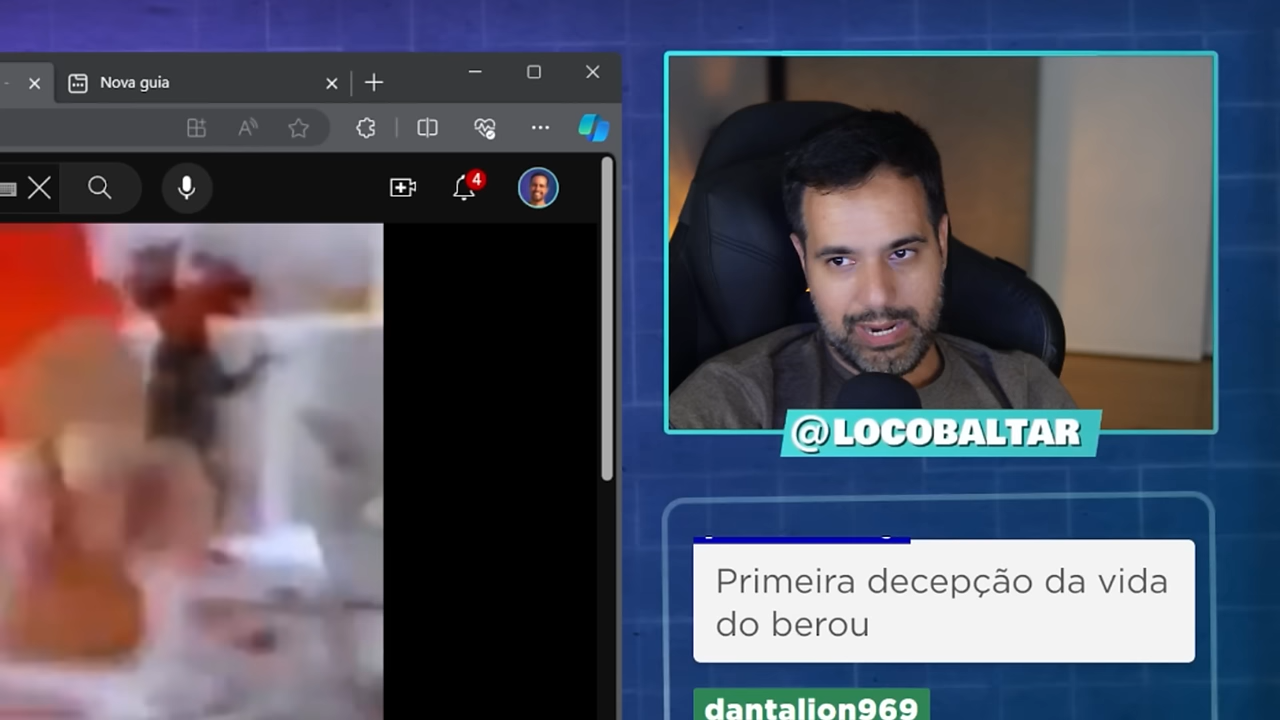 Nova guia
4
@LOCOBALTAR
Primeira decepção da vida
do berou
dantalion969